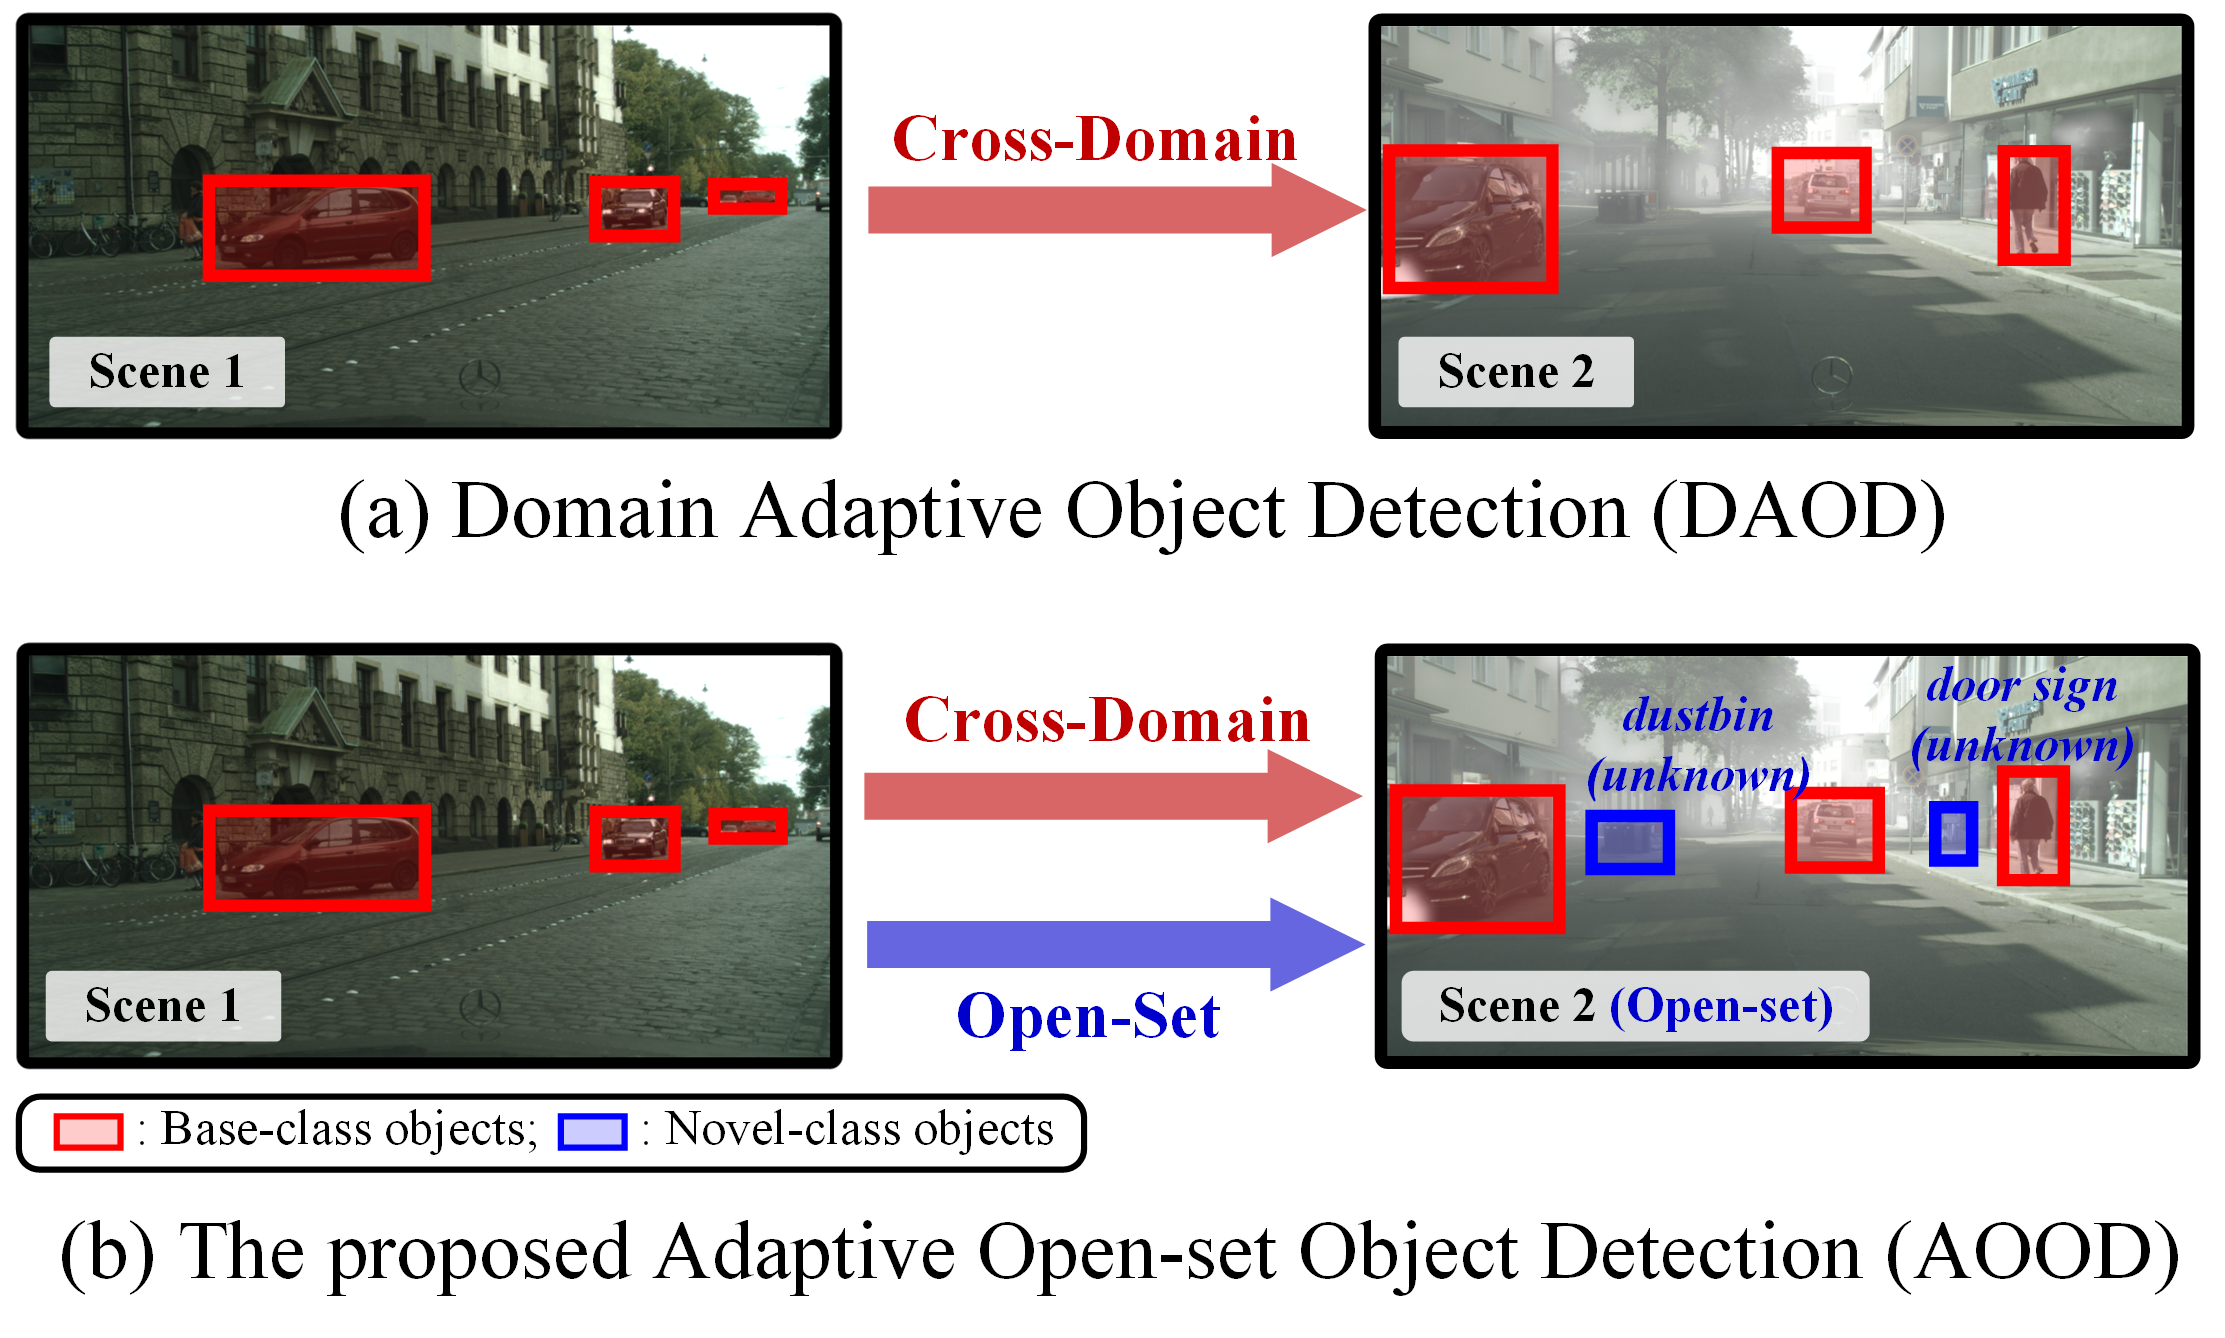 Cross-Domain
Scene 1
Scene 2
(a) Domain Adaptive Object Detection (DAOD)
Cross-Domain
Open-Set
Scene 1
dustbin
(unknown)
door sign
(unknown)
Scene 2 (Open-set)
: Base-class objects; : Novel-class objects
(b) The proposed Adaptive Open-set Object Detection (AOOD)